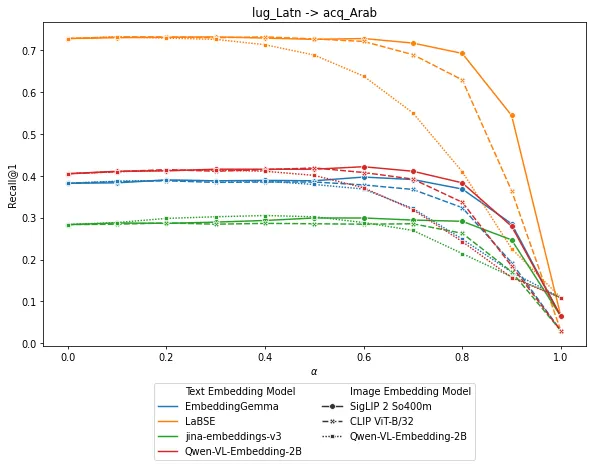 lug_Latn -> acq_Arab
Recall@1
0.7
0.6
0.5
0.4
0.3
0.2
0.1
0.0
0.0 0.2 0.4 0.6 0.8 1.0
α
Text Embedding Model Image Embedding Model
EmbeddingGemma SigLIP 2 So400m
LaBSE CLIP ViT-B/32
jina-embeddings-v3 Qwen-VL-Embedding-2B
Qwen-VL-Embedding-2B